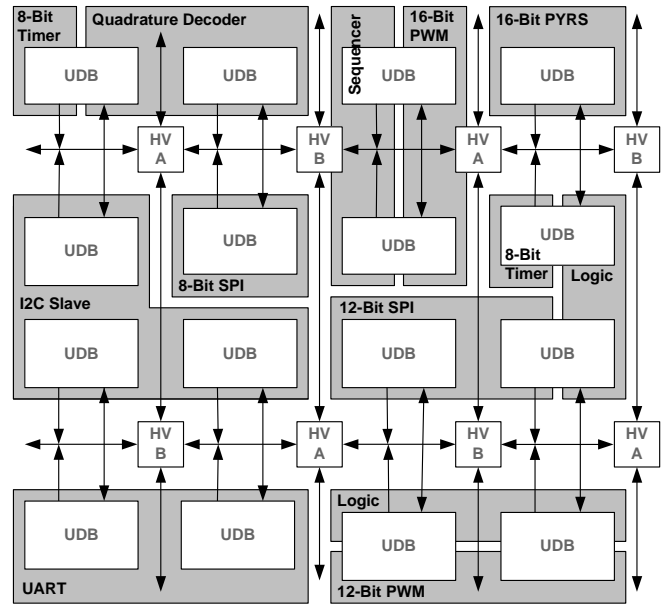 8-Bit
Timer
Quadrature Decoder
Sequencer
16-Bit
PWM
16-Bit PYRS
UDB
UDB
UDB
UDB
HV
A
HV
B
HV
A
HV
B
UDB
UDB
UDB
UDB
8-Bit SPI
8-Bit
Timer
Logic
I2C Slave
12-Bit SPI
UDB
UDB
UDB
UDB
HV
B
HV
A
HV
B
HV
A
Logic
UDB
UDB
UDB
UDB
UART
12-Bit PWM